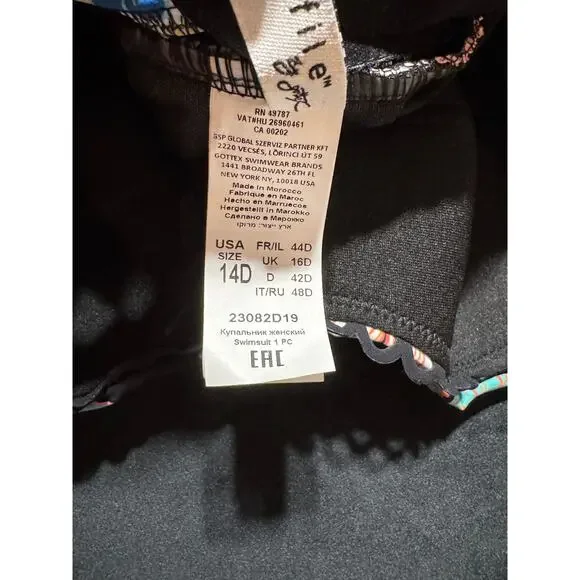 tile™
RN 49787
VAT#HU 26960461
CA 00202
GSP GLOBAL SZERVIZ PARTNER KFT
2220 VECSÉS, LŐRINCI ÚT 59
GOTTEX SWIMWEAR BRANDS
1441 BROADWAY 26TH FL
NEW YORK NY, 10018 USA
Made in Morocco
Fabriqué en Maroc
Hecho en Marruecos
Hergestellt in Marokko
Сделано в Марокко
ארץ ייצור: מרוקו
USA SIZE 14D
FR/IL 44D
UK 16D
D 42D
IT/RU 48D
23082D19
Купальник женский
Swimsuit 1 PC
EAC